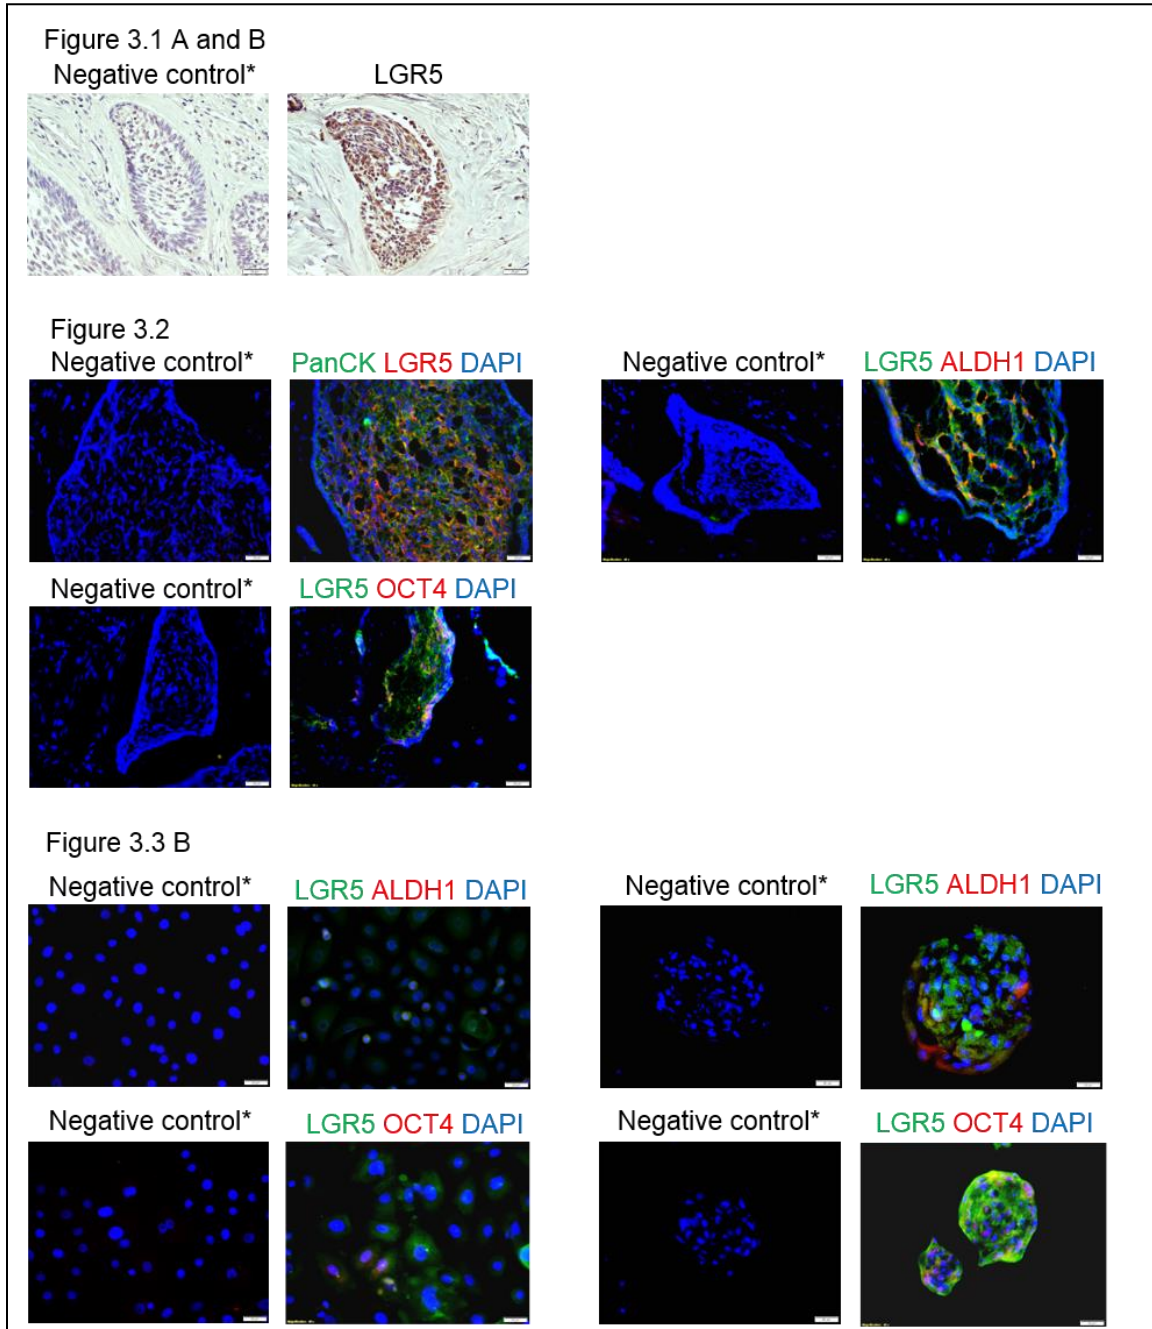 Figure 3.1 A and B
Negative control* LGR5
Figure 3.2
Negative control* PanCK LGR5 DAPI Negative control* LGR5 ALDH1 DAPI
Negative control* LGR5 OCT4 DAPI
Figure 3.3 B
Negative control* LGR5 ALDH1 DAPI Negative control* LGR5 ALDH1 DAPI
Negative control* LGR5 OCT4 DAPI Negative control* LGR5 OCT4 DAPI